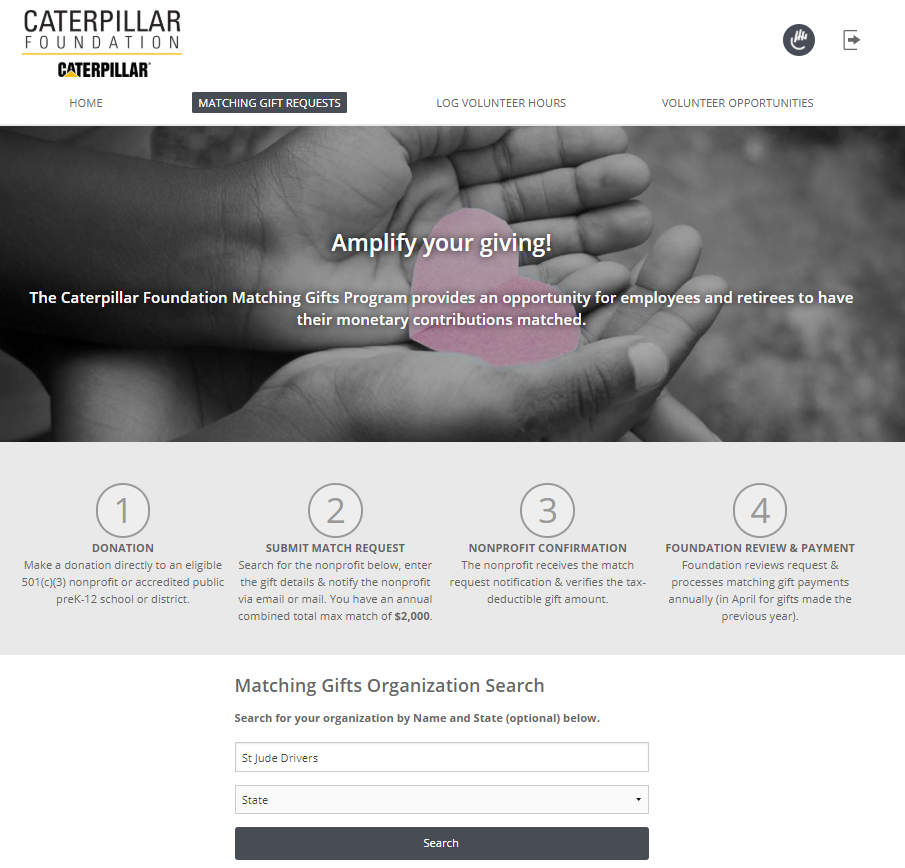 CATERPILLAR
FOUNDATION
CATERPILLAR®
HOME
MATCHING GIFT REQUESTS
LOG VOLUNTEER HOURS
VOLUNTEER OPPORTUNITIES
Amplify your giving!
The Caterpillar Foundation Matching Gifts Program provides an opportunity for employees and retirees to have
their monetary contributions matched.
1
DONATION
Make a donation directly to an eligible
501(c)(3) nonprofit or accredited public
preK-12 school or district.
2
SUBMIT MATCH REQUEST
Search for the nonprofit below, enter
the gift details & notify the nonprofit
via email or mail. You have an annual
combined total max match of $2,000.
3
NONPROFIT CONFIRMATION
The nonprofit receives the match
request notification & verifies the tax-
deductible gift amount.
4
FOUNDATION REVIEW & PAYMENT
Foundation reviews request &
processes matching gift payments
annually (in April for gifts made the
previous year).
Matching Gifts Organization Search
Search for your organization by Name and State (optional) below.
St Jude Drivers
State
Search